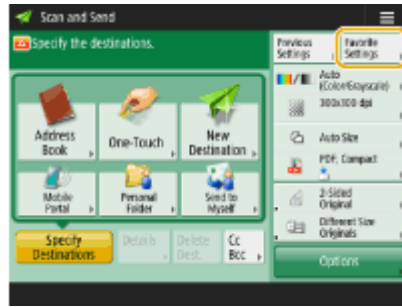 Scan and Send
Specify the destinations.
Previous
Settings
Favorite
Settings
Auto
(Color/Grayscale)
300x300 dpi
Auto Size
PDF; Compact
2-Sided
Original
Different Size
Originals
Options
Address
Book
One-Touch
New
Destination
Mobile
Portal
Personal
Folder
Send to
Myself
Specify
Destinations
Details
Delete
Dest.
Cc
Bcc